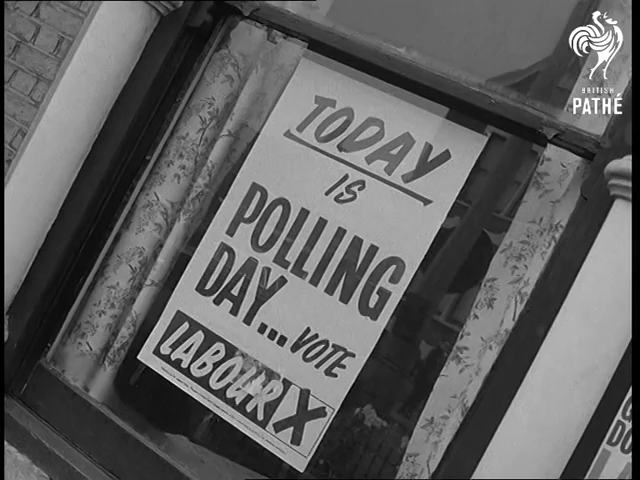 TODAY
IS
POLLING
DAY... VOTE
LABOUR X
BRITISH
PATHÉ